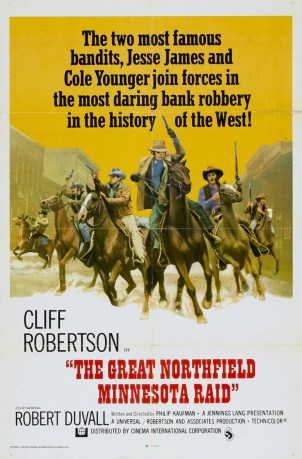 The two most famous
bandits, Jesse James and
Cole Younger join forces in
the most daring bank robbery
in the history of the West!
CLIFF
ROBERTSON
in
"THE GREAT NORTHFIELD
MINNESOTA RAID"
ROBERT DUVALL
Written and Directed by PHILIP KAUFMAN • A JENNINGS LANG PRESENTATION
A UNIVERSAL / ROBERTSON AND ASSOCIATES PRODUCTION • TECHNICOLOR®
DISTRIBUTED BY CINEMA INTERNATIONAL CORPORATION